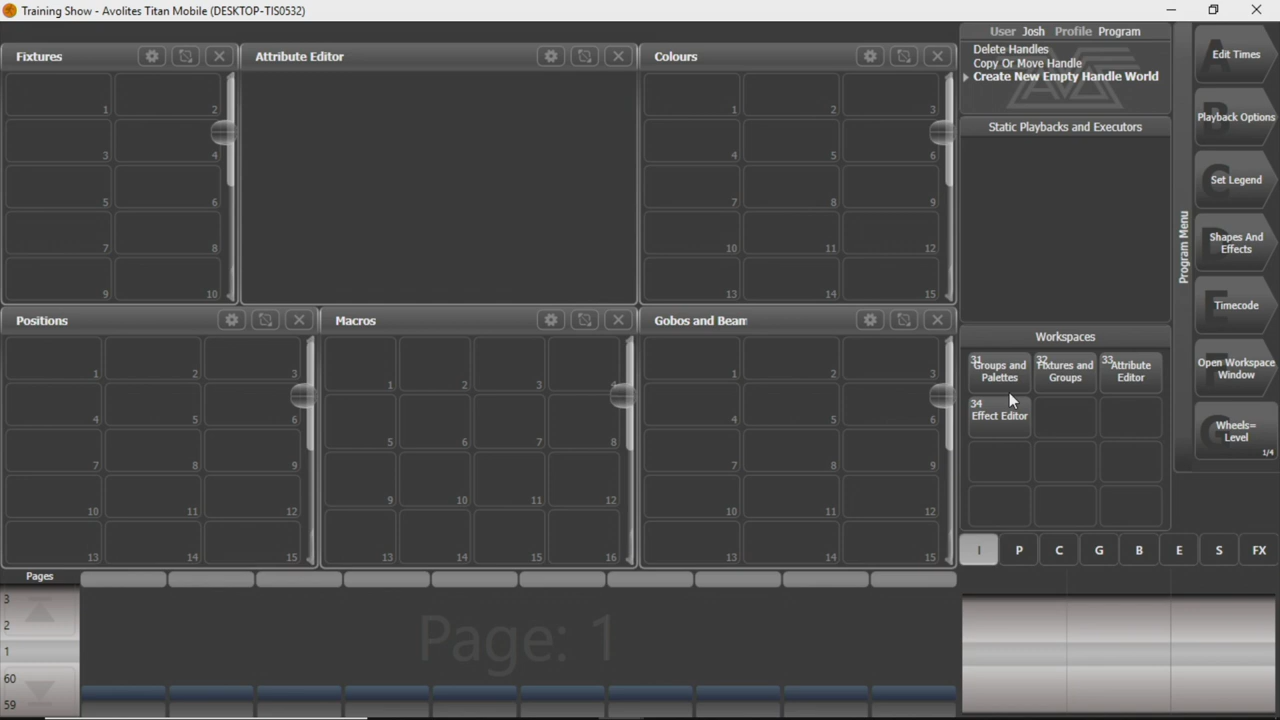 Training Show - Avolites Titan Mobile (DESKTOP-TIS0532)
User Josh Profile Program
Delete Handles
Copy Or Move Handle
Create New Empty Handle World
Fixtures
1 2
3 4
5 6
7 8
9 10
Attribute Editor
Colours
1 2 3
4 5 6
7 8 9
10 11 12
13 14 15
Static Playbacks and Executors
Positions
1 2 3
4 5 6
7 8 9
10 11 12
13 14 15
Macros
1 2 3 4
5 6 7 8
9 10 11 12
13 14 15 16
Gobos and Beam
1 2 3
4 5 6
7 8 9
10 11 12
13 14 15
Workspaces
31
Groups and
Palettes
32
Fixtures and
Groups
33
Attribute
Editor
34
Effect Editor
Program Menu
A
Edit Times
B
Playback Options
C
Set Legend
D
Shapes And
Effects
E
Timecode
F
Open Workspace
Window
G
Wheels=
Level
1/4
I P C G B E S FX
Pages
3
2
1
60
59
Page: 1